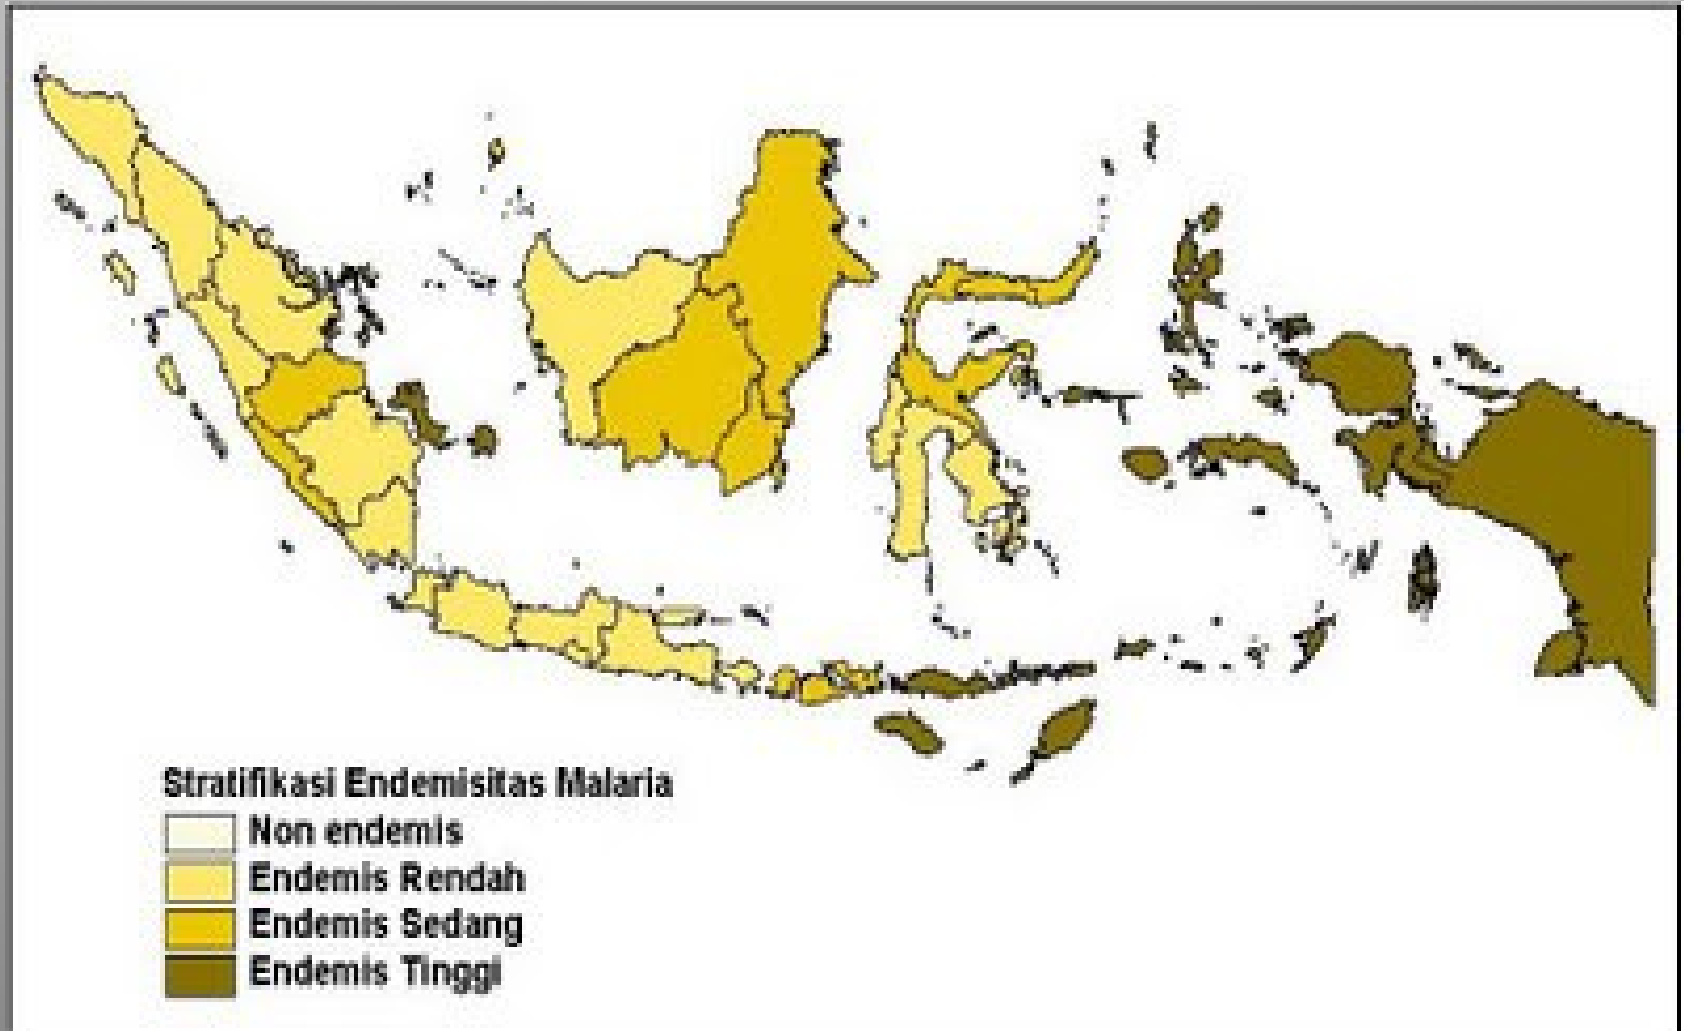 Stratifikasi Endemisitas Malaria
Non endemis
Endemis Rendah
Endemis Sedang
Endemis Tinggi